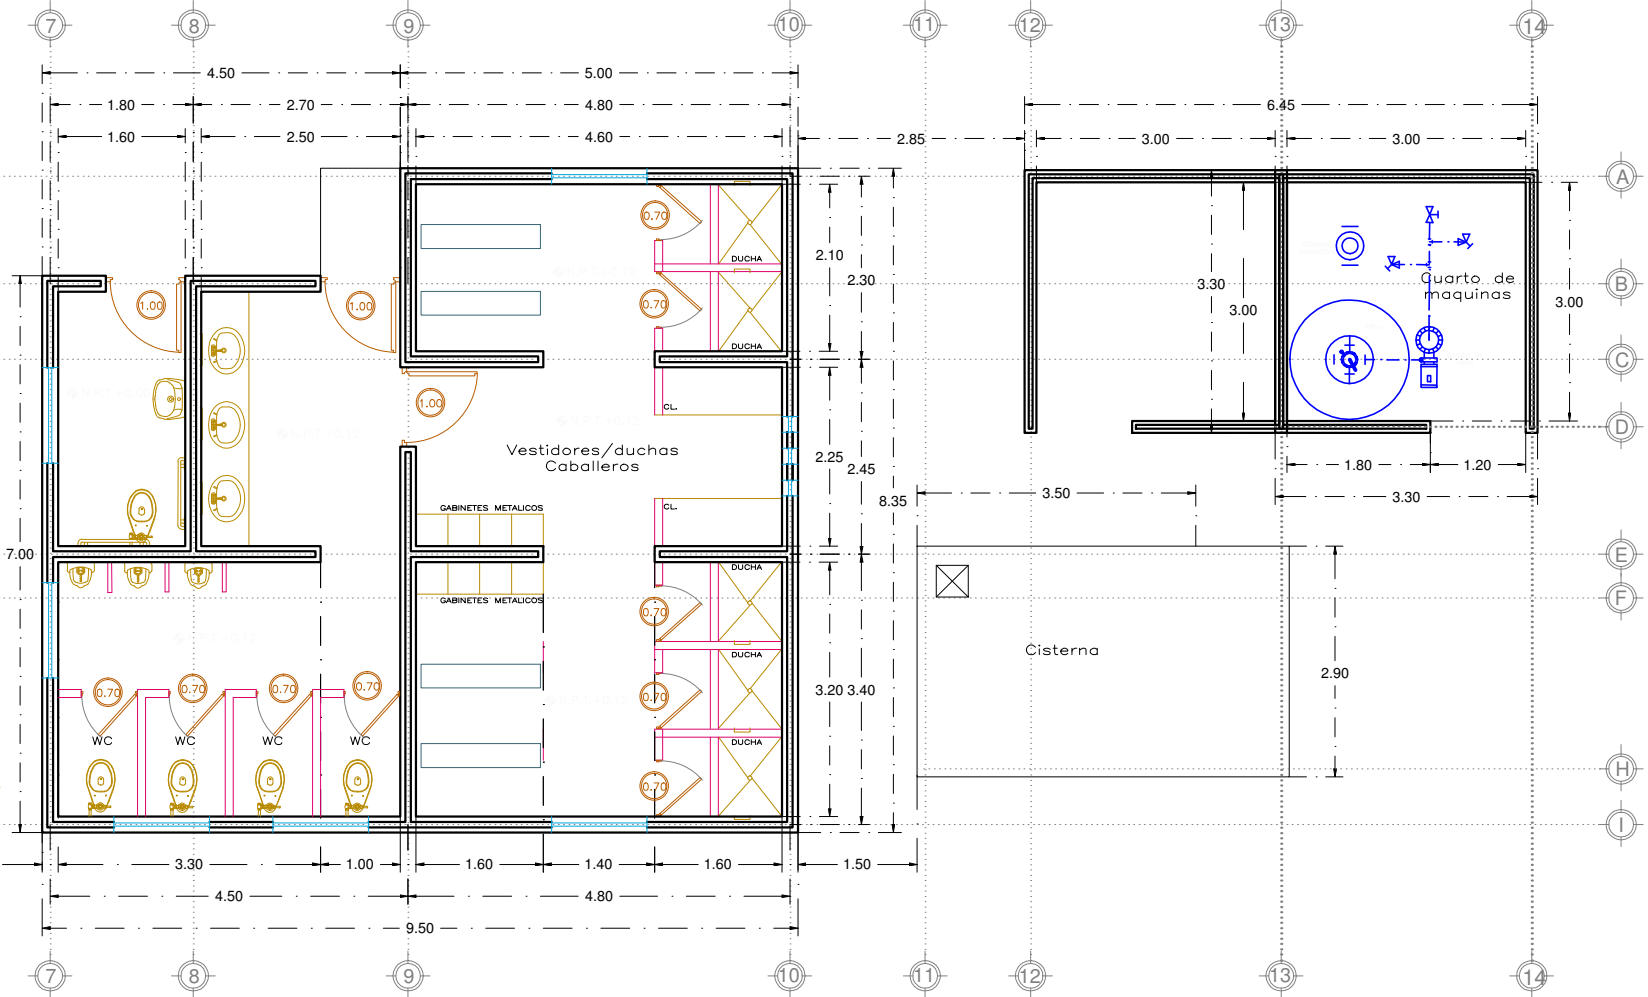 7 8 9 10 11 12 13 14
4.50 5.00
1.80 2.70 4.80 6.45
1.60 2.50 4.60 2.85 3.00 3.00
A
0.70
2.10
DUCHA
2.30
3.30
Cuarto de
maquinas
B
1.00 1.00 0.70
3.00 3.00
DUCHA
C
1.00
CL.
Vestidores/duchas
Caballeros
2.25 2.45
D
1.80 1.20
3.50 3.30
8.35
GABINETES METALICOS
CL.
7.00
E
DUCHA
GABINETES METALICOS
F
0.70
Cisterna
DUCHA
2.90
0.70 0.70 0.70 0.70 0.70
3.20 3.40
WC WC WC WC
DUCHA
H
0.70
I
3.30 1.00 1.60 1.40 1.60 1.50
4.50 4.80
9.50
7 8 9 10 11 12 13 14